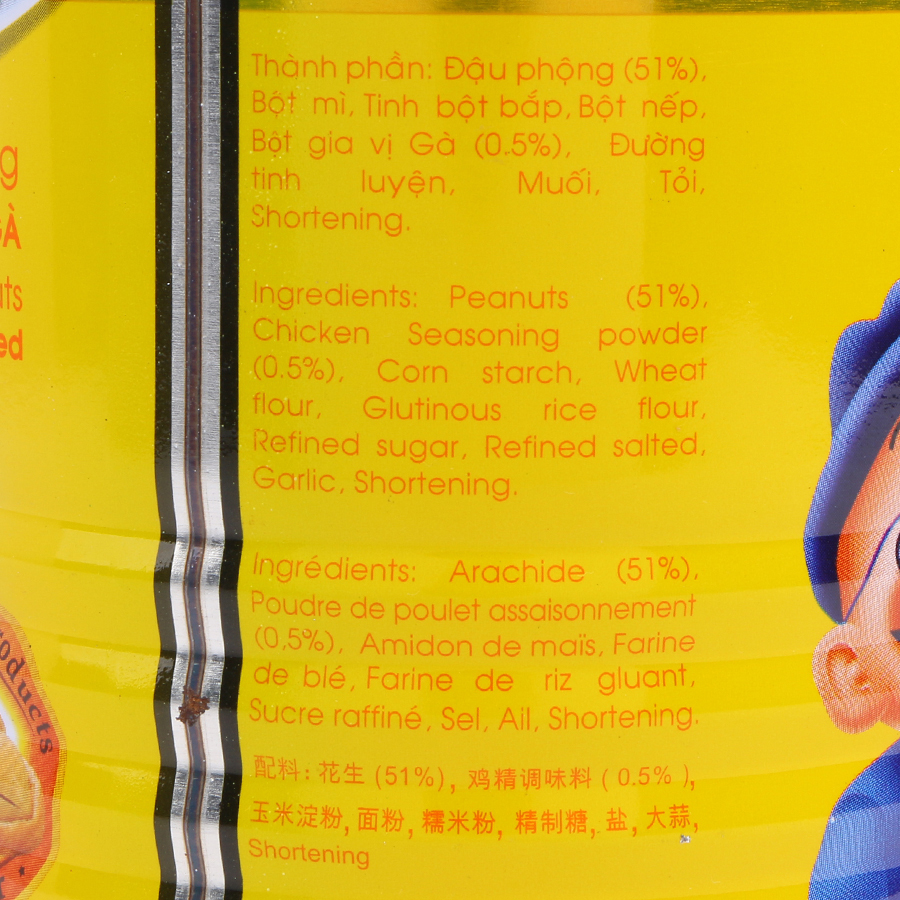 Thành phần: Đậu phộng (51%),
Bột mì, Tinh bột bắp, Bột nếp,
Bột gia vị Gà (0.5%), Đường
tinh luyện, Muối, Tỏi,
Shortening.
Ingredients: Peanuts (51%),
Chicken Seasoning powder
(0.5%), Corn starch, Wheat
flour, Glutinous rice flour,
Refined sugar, Refined salted,
Garlic, Shortening.
Ingrédients: Arachide (51%),
Poudre de poulet assaisonnement
(0,5%), Amidon de maïs, Farine
de blé, Farine de riz gluant,
Sucre raffiné, Sel, Ail, Shortening.
配料: 花生 (51%), 鸡精调味料 ( 0.5% ),
玉米淀粉, 面粉, 糯米粉, 精制糖, 盐, 大蒜,
Shortening